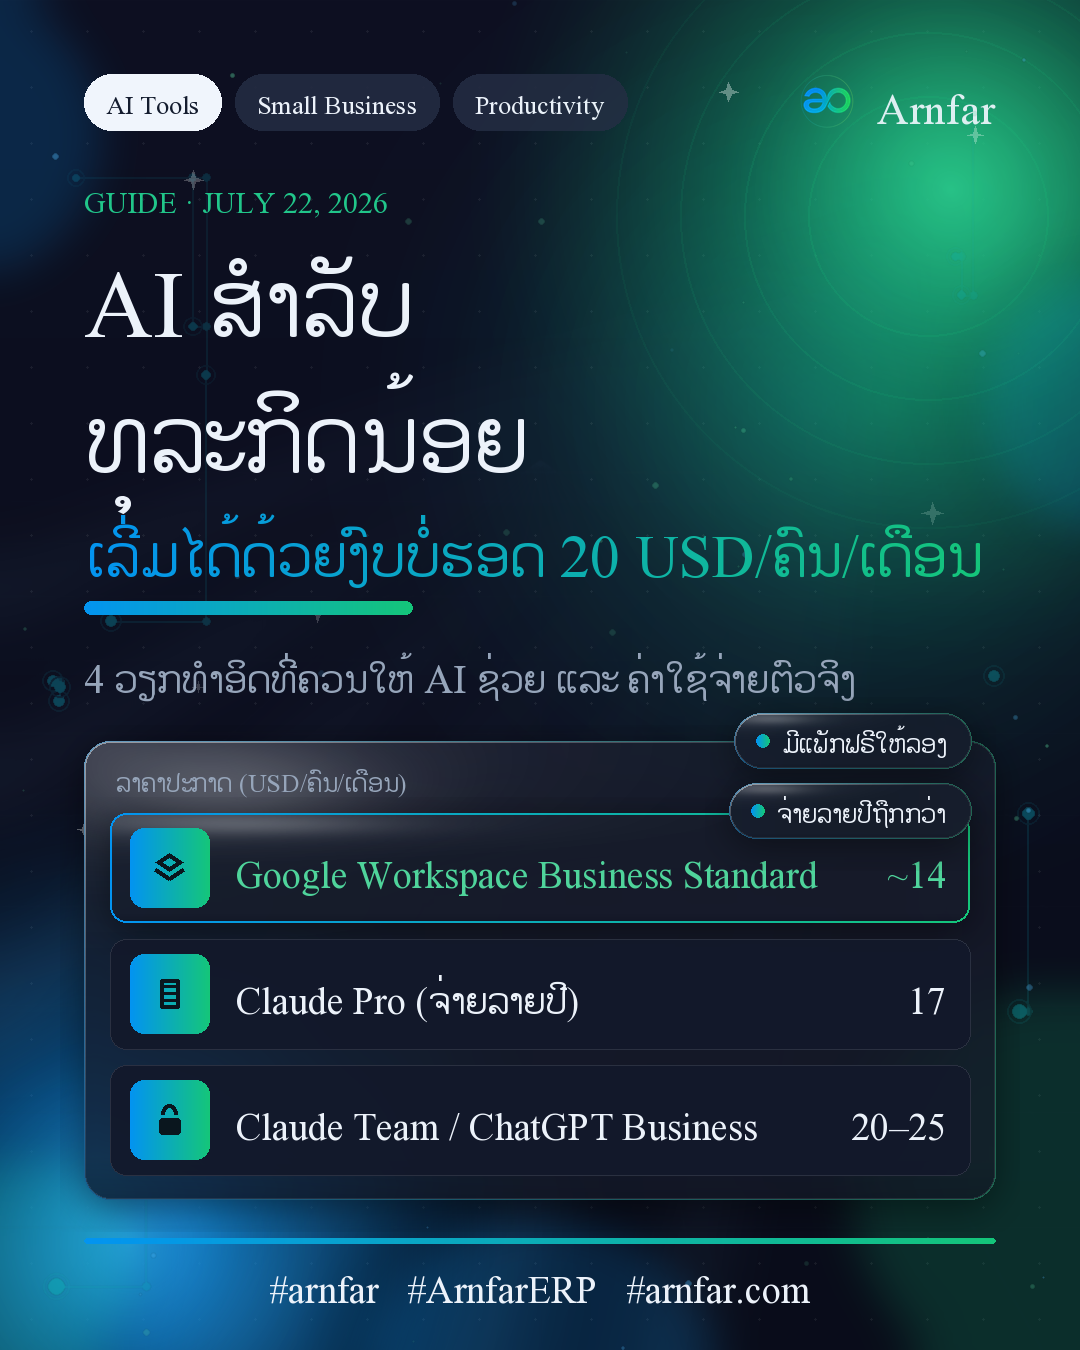 AI Tools
Small Business
Productivity
Arnfar
GUIDE · JULY 22, 2026
AI ສຳລັບ
ທຸລະກິດນ້ອຍ
ເລີ່ມໄດ້ດ້ວຍງົບບໍ່ຮອດ 20 USD/ຄົນ/ເດືອນ
4 ວຽກທຳອິດທີ່ຄວນໃຫ້ AI ຊ່ວຍ ແລະ ຄ່າໃຊ້ຈ່າຍຕົວຈິງ
ມີແພັກຟຣີໃຫ້ລອງ
ລາຄາປະກາດ (USD/ຄົນ/ເດືອນ)
ຈ່າຍລາຍປີຖືກກວ່າ
Google Workspace Business Standard ~14
Claude Pro (ຈ່າຍລາຍປີ) 17
Claude Team / ChatGPT Business 20–25
#arnfar #ArnfarERP #arnfar.com